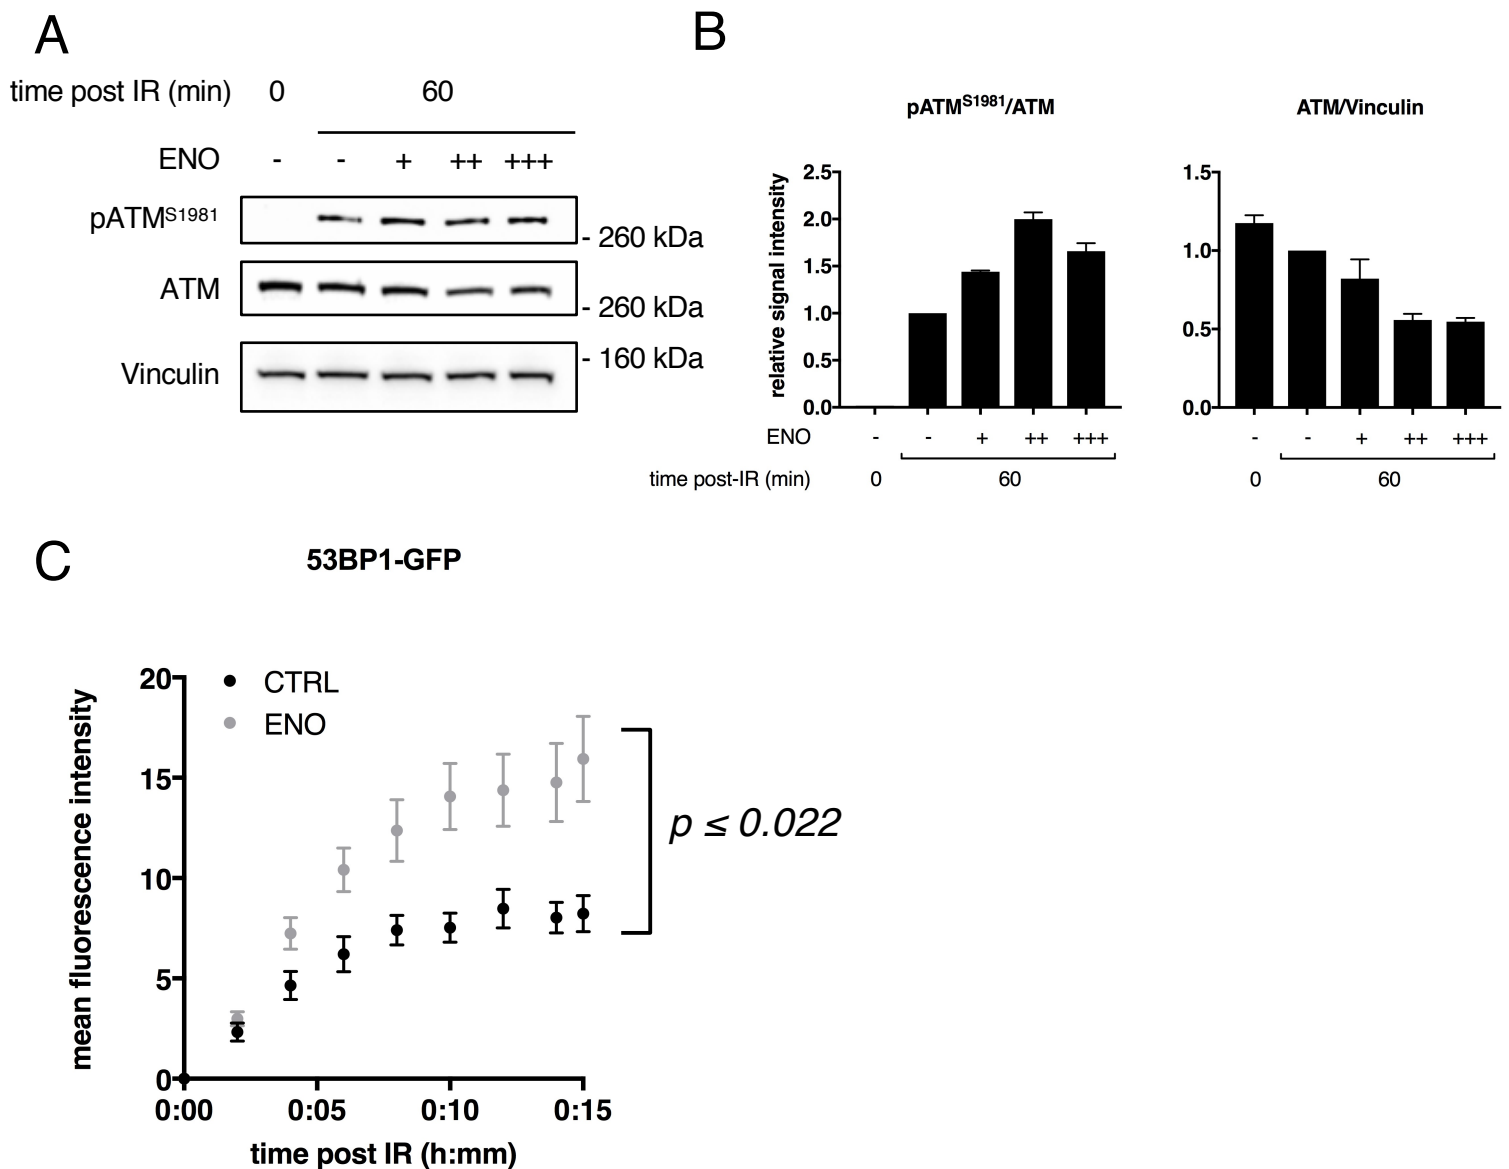 A
time post IR (min) 0 60
ENO - - + ++ +++
pATMS1981
- 260 kDa
ATM
- 260 kDa
Vinculin
- 160 kDa
B
pATMS1981/ATM
relative signal intensity
2.5
2.0
1.5
1.0
0.5
0.0
ENO - - + ++ +++
time post-IR (min) 0 60
ATM/Vinculin
1.5
1.0
0.5
0.0
- - + ++ +++
0 60
C
53BP1-GFP
mean fluorescence intensity
20
15
10
5
0
CTRL
ENO
p ≤ 0.022
0:00 0:05 0:10 0:15
time post IR (h:mm)